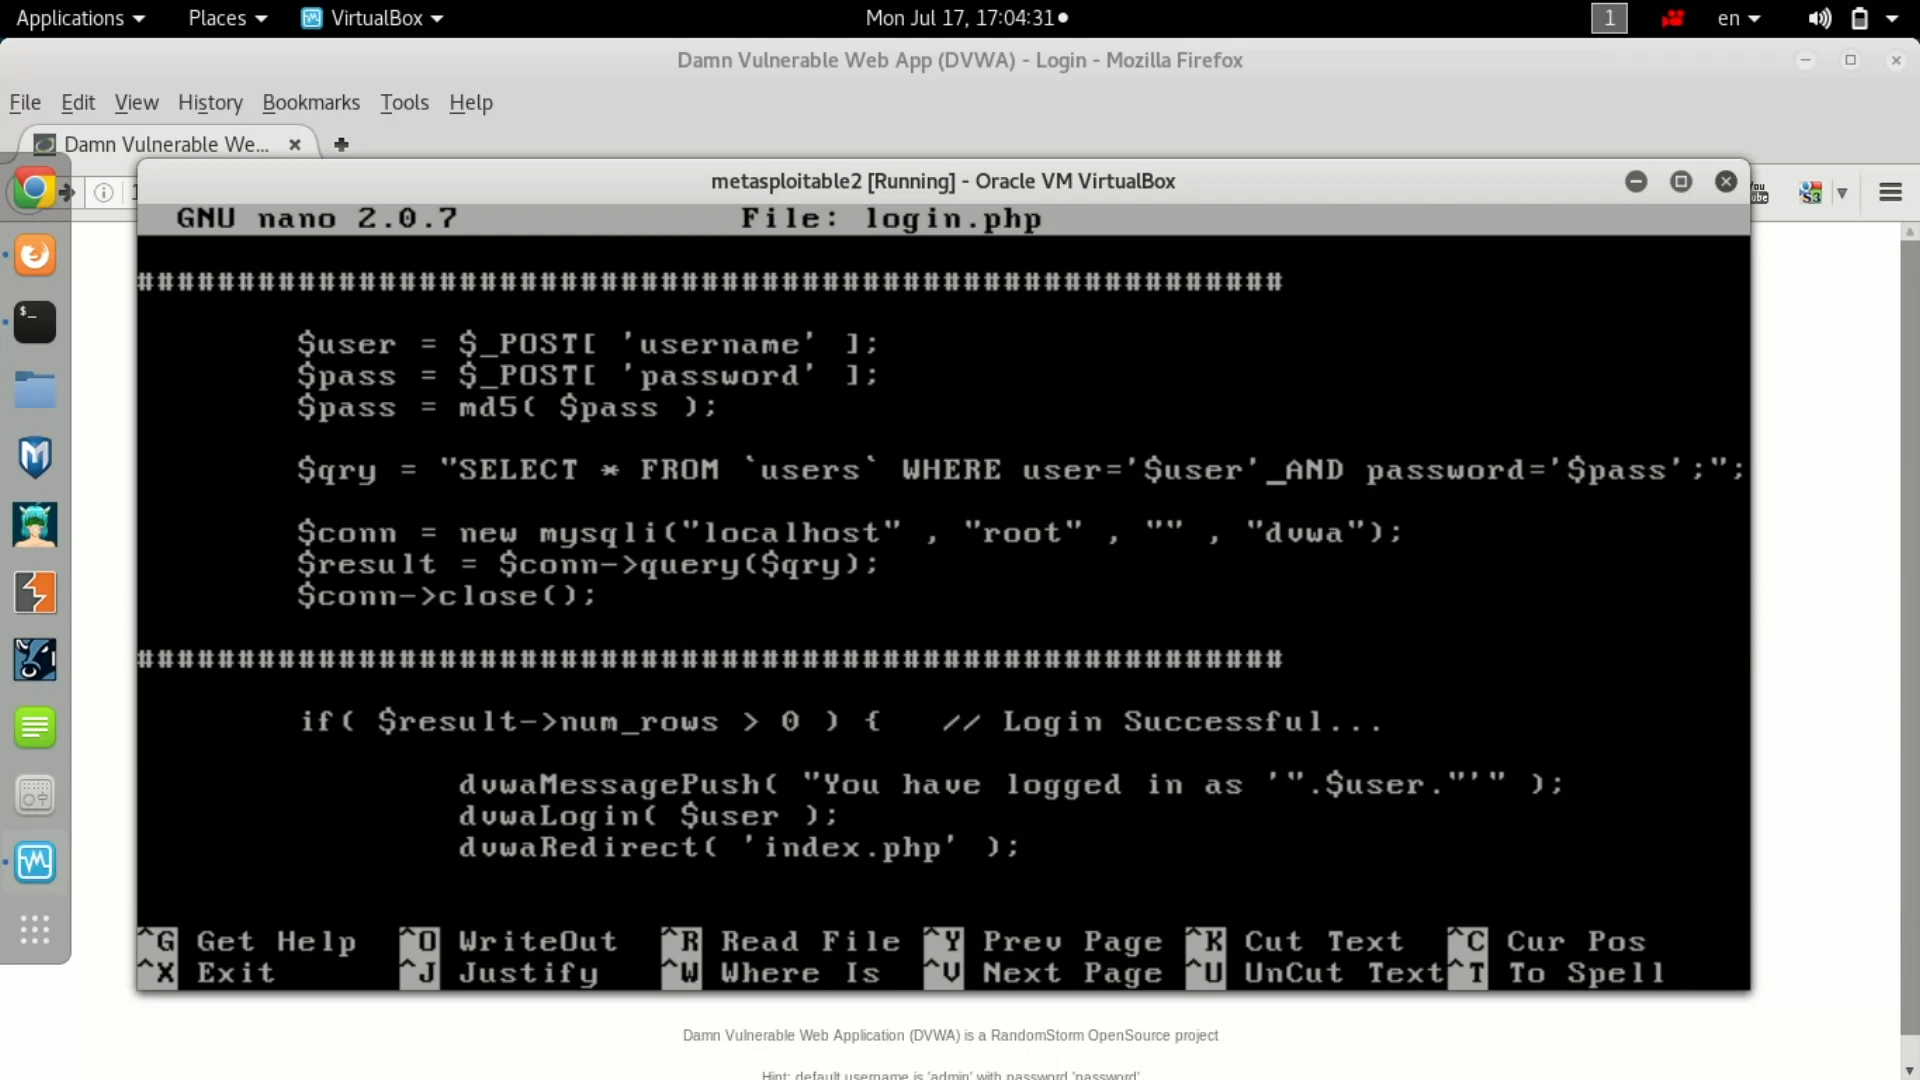 Applications Places VirtualBox Mon Jul 17, 17:04:31 1 en
Damn Vulnerable Web App (DVWA) - Login - Mozilla Firefox
File Edit View History Bookmarks Tools Help
Damn Vulnerable We...
metasploitable2 [Running] - Oracle VM VirtualBox
GNU nano 2.0.7 File: login.php
#########################################################
$user = $_POST[ 'username' ];
$pass = $_POST[ 'password' ];
$pass = md5( $pass );
$qry = "SELECT * FROM `users` WHERE user='$user'_AND password='$pass';";
$conn = new mysqli("localhost" , "root" , "" , "dvwa");
$result = $conn->query($qry);
$conn->close();
#########################################################
if( $result->num_rows > 0 ) { // Login Successful...
dvwaMessagePush( "You have logged in as '".$user."'" );
dvwaLogin( $user );
dvwaRedirect( 'index.php' );
^G Get Help ^O WriteOut ^R Read File ^Y Prev Page ^K Cut Text ^C Cur Pos
^X Exit ^J Justify ^W Where Is ^V Next Page ^U UnCut Text ^T To Spell
Damn Vulnerable Web Application (DVWA) is a RandomStorm OpenSource project
Hint: default username is 'admin' with password 'password'